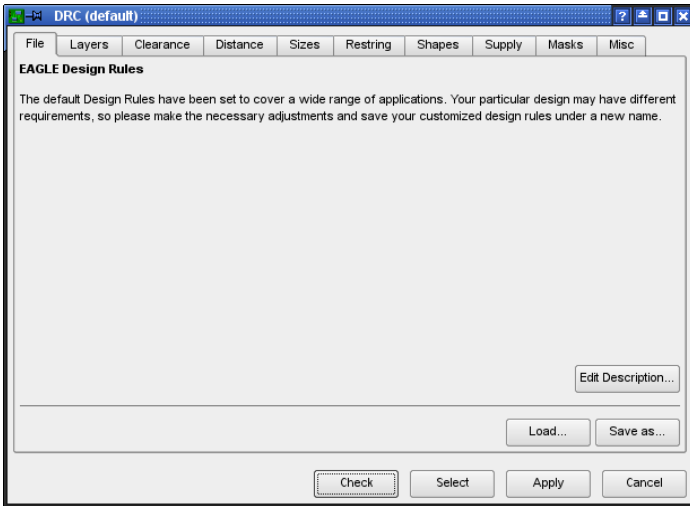 DRC (default)
File Layers Clearance Distance Sizes Restring Shapes Supply Masks Misc
EAGLE Design Rules
The default Design Rules have been set to cover a wide range of applications. Your particular design may have different
requirements, so please make the necessary adjustments and save your customized design rules under a new name.
Edit Description...
Load... Save as...
Check Select Apply Cancel